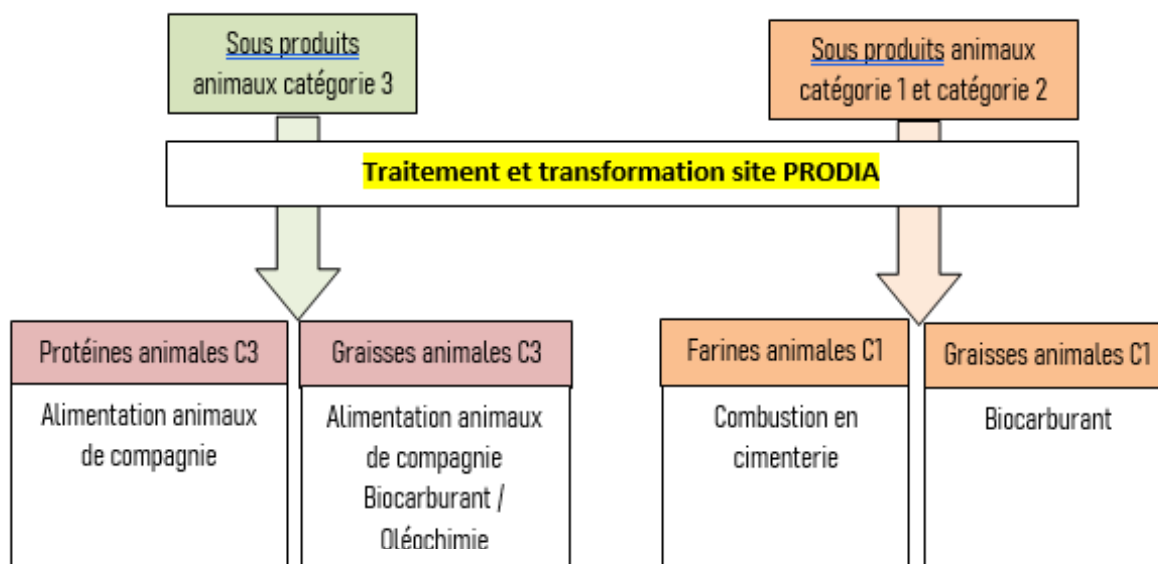 Sous produits
animaux catégorie 3
Sous produits animaux
catégorie 1 et catégorie 2
Traitement et transformation site PRODIA
Protéines animales C3
Alimentation animaux
de compagnie
Graisses animales C3
Alimentation animaux
de compagnie
Biocarburant /
Oléochimie
Farines animales C1
Combustion en
cimenterie
Graisses animales C1
Biocarburant